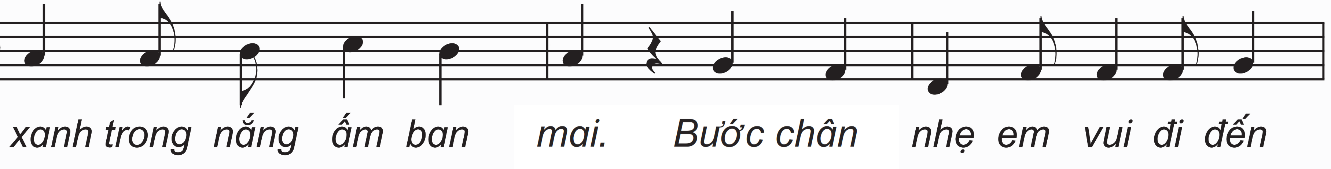 xanh trong nắng ấm ban mai. Bước chân nhẹ em vui đi đến